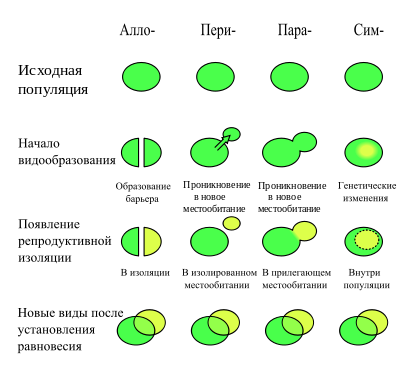 Алло- Пери- Пара- Сим-
Исходная
популяция
Начало
видообразования
Образование
барьера
Проникновение
в новое
местообитание
Проникновение
в новое
местообитание
Генетические
изменения
Появление
репродуктивной
изоляции
В изоляции
В изолированном
местообитании
В прилегающем
местообитании
Внутри
популяции
Новые виды после
установления
равновесия